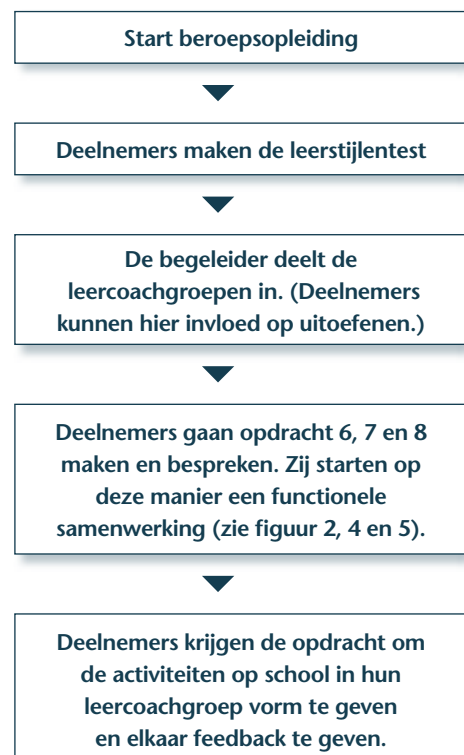 Start beroepsopleiding
Deelnemers maken de leerstijlentest
De begeleider deelt de
leercoachgroepen in. (Deelnemers
kunnen hier invloed op uitoefenen.)
Deelnemers gaan opdracht 6, 7 en 8
maken en bespreken. Zij starten op
deze manier een functionele
samenwerking (zie figuur 2, 4 en 5).
Deelnemers krijgen de opdracht om
de activiteiten op school in hun
leercoachgroep vorm te geven
en elkaar feedback te geven.